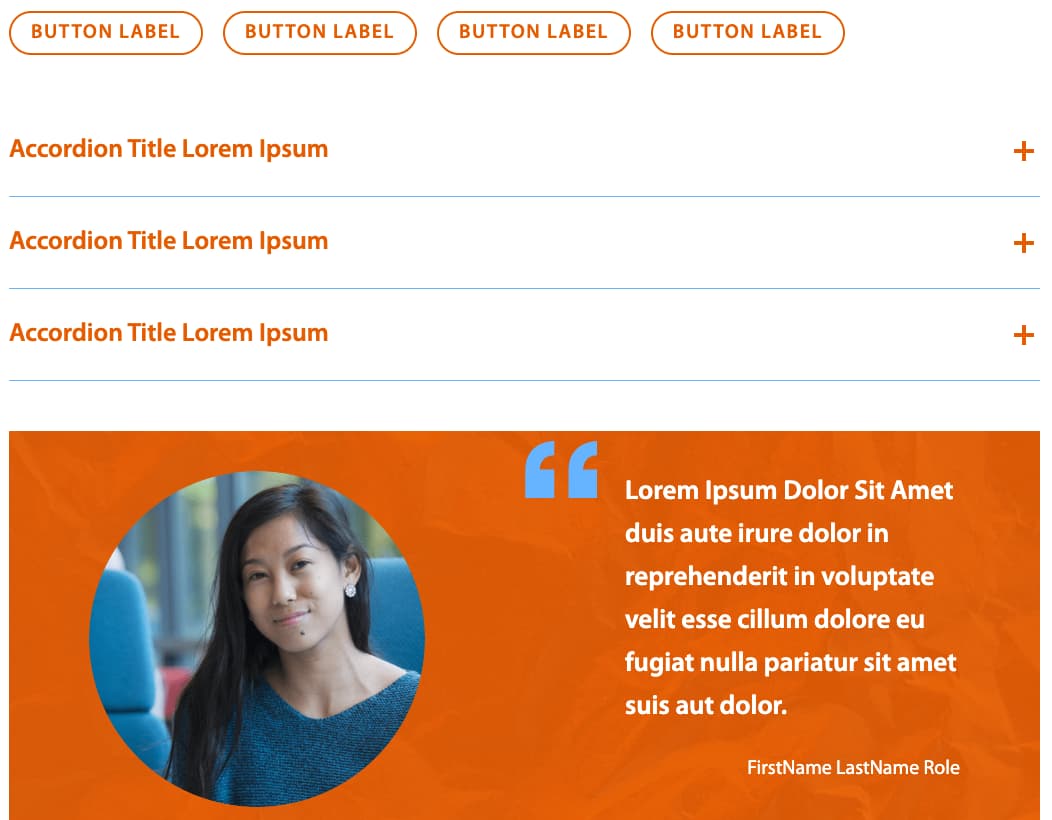 BUTTON LABEL BUTTON LABEL BUTTON LABEL BUTTON LABEL
Accordion Title Lorem Ipsum +
Accordion Title Lorem Ipsum +
Accordion Title Lorem Ipsum +
“
Lorem Ipsum Dolor Sit Amet
duis aute irure dolor in
reprehenderit in voluptate
velit esse cillum dolore eu
fugiat nulla pariatur sit amet
suis aut dolor.
FirstName LastName Role